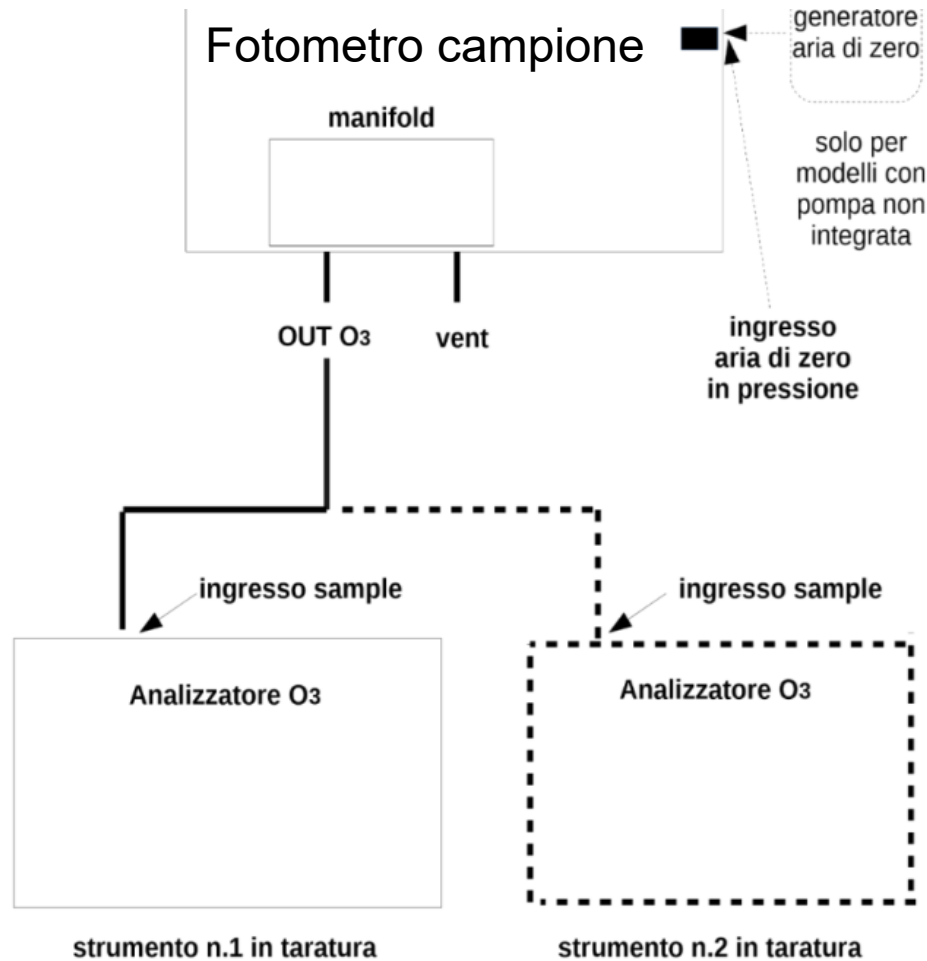 generatore
aria di zero
Fotometro campione
manifold
solo per
modelli con
pompa non
integrata
OUT O3
vent
ingresso
aria di zero
in pressione
ingresso sample
ingresso sample
Analizzatore O3
Analizzatore O3
strumento n.1 in taratura
strumento n.2 in taratura